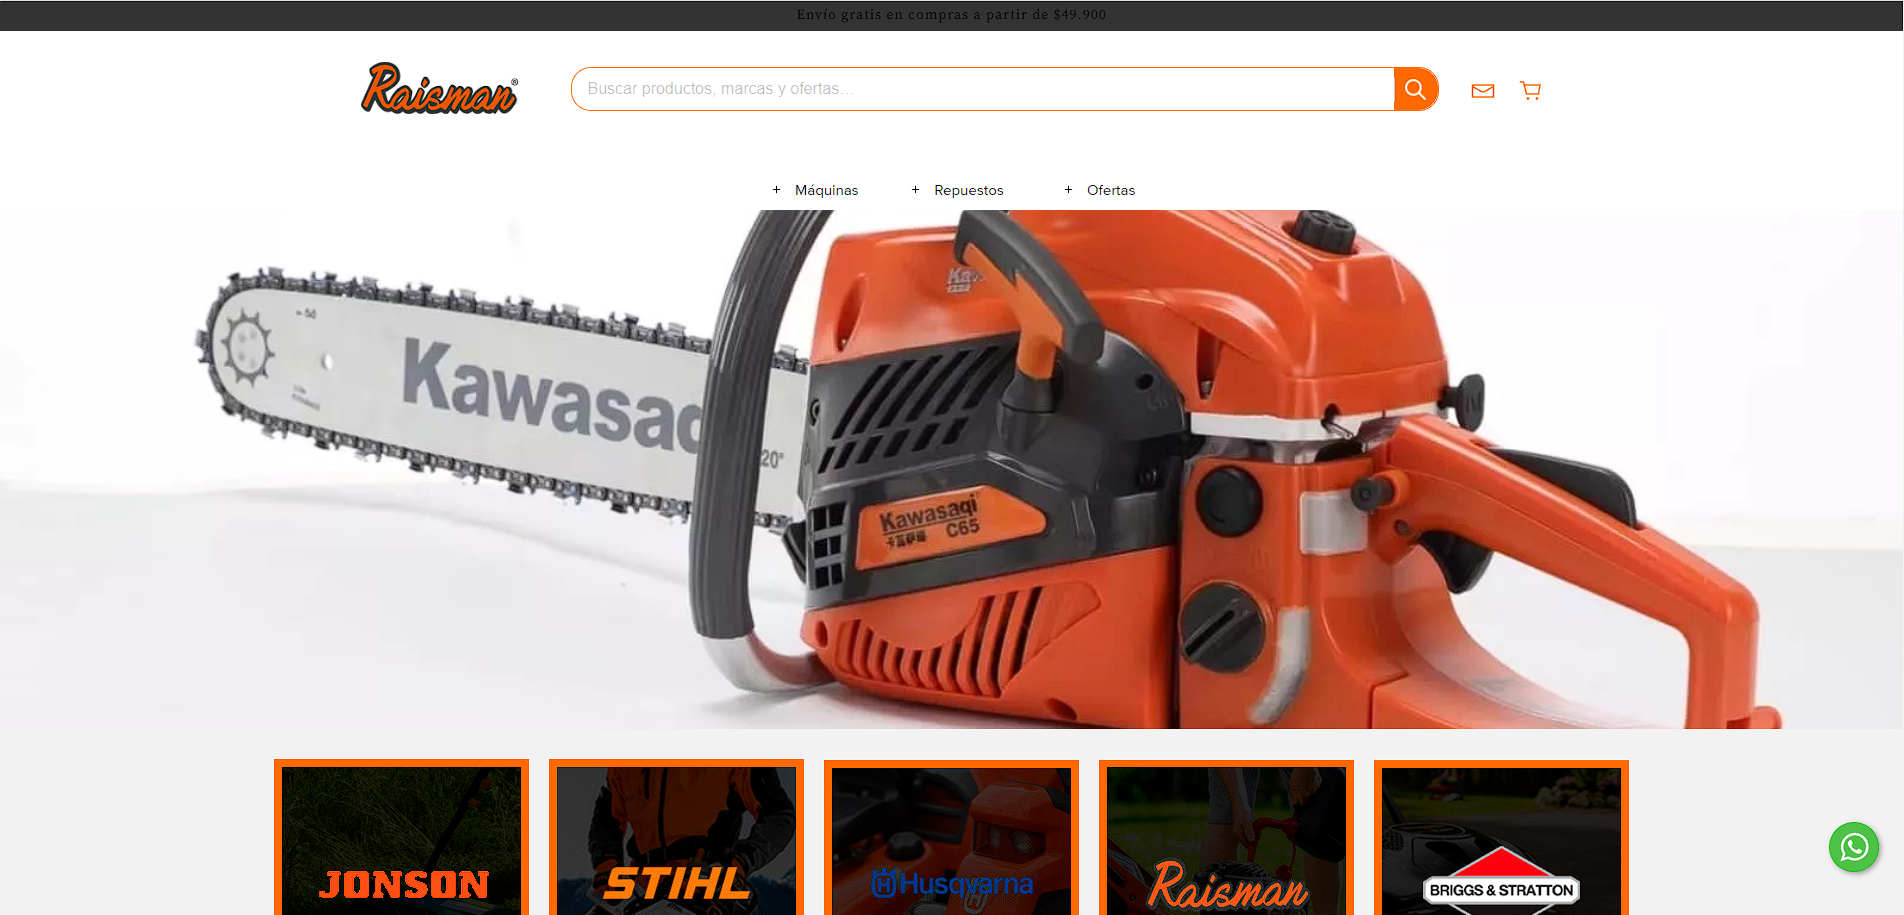 Envío gratis en compras a partir de $49.900
Raisman®
Buscar productos, marcas y ofertas...
+ Máquinas + Repuestos + Ofertas
Kawasaq
20"
Kawasaqi
C65
JONSON
STIHL
Husqvarna
Raisman
BRIGGS & STRATTON